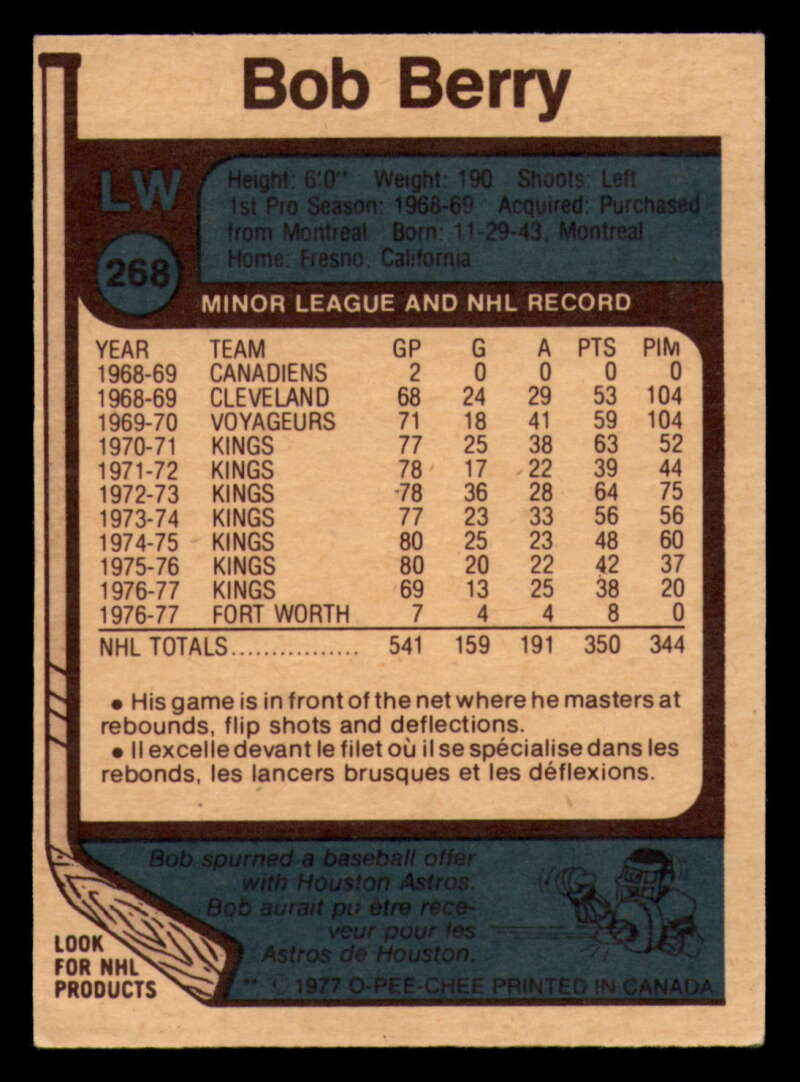 Bob Berry
LW
268
Height: 6'0" Weight: 190 Shoots: Left
1st Pro Season: 1968-69 Acquired: Purchased
from Montreal Born: 11-29-43, Montreal
Home: Fresno, California
MINOR LEAGUE AND NHL RECORD
YEAR TEAM GP G A PTS PIM
1968-69 CANADIENS 2 0 0 0 0
1968-69 CLEVELAND 68 24 29 53 104
1969-70 VOYAGEURS 71 18 41 59 104
1970-71 KINGS 77 25 38 63 52
1971-72 KINGS 78 17 22 39 44
1972-73 KINGS 78 36 28 64 75
1973-74 KINGS 77 23 33 56 56
1974-75 KINGS 80 25 23 48 60
1975-76 KINGS 80 20 22 42 37
1976-77 KINGS 69 13 25 38 20
1976-77 FORT WORTH 7 4 4 8 0
NHL TOTALS................ 541 159 191 350 344
• His game is in front of the net where he masters at
rebounds, flip shots and deflections.
• Il excelle devant le filet où il se spécialise dans les
rebonds, les lancers brusques et les déflexions.
Bob spurned a baseball offer
with Houston Astros.
Bob aurait pu être rece-
veur pour les
Astros de Houston.
LOOK
FOR NHL
PRODUCTS
** © 1977 O-PEE-CHEE PRINTED IN CANADA.